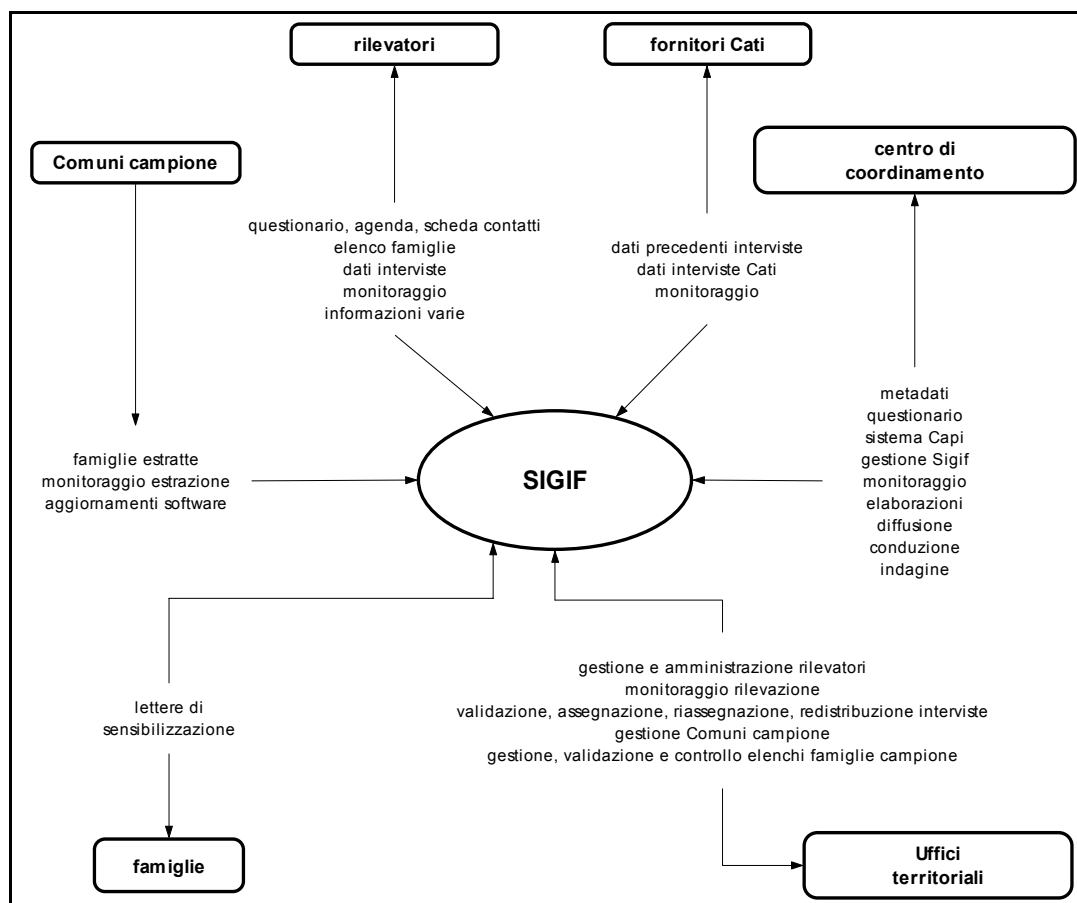 rilevatori
fornitori Cati
Comuni campione
centro di
coordinamento
questionario, agenda, scheda contatti
elenco famiglie
dati interviste
monitoraggio
informazioni varie
dati precedenti interviste
dati interviste Cati
monitoraggio
metadati
questionario
sistema Capi
gestione Sigif
monitoraggio
elaborazioni
diffusione
conduzione
indagine
famiglie estratte
monitoraggio estrazione
aggiornamenti software
SIGIF
lettere di
sensibilizzazione
gestione e amministrazione rilevatori
monitoraggio rilevazione
validazione, assegnazione, riassegnazione, redistribuzione interviste
gestione Comuni campione
gestione, validazione e controllo elenchi famiglie campione
famiglie
Uffici
territoriali